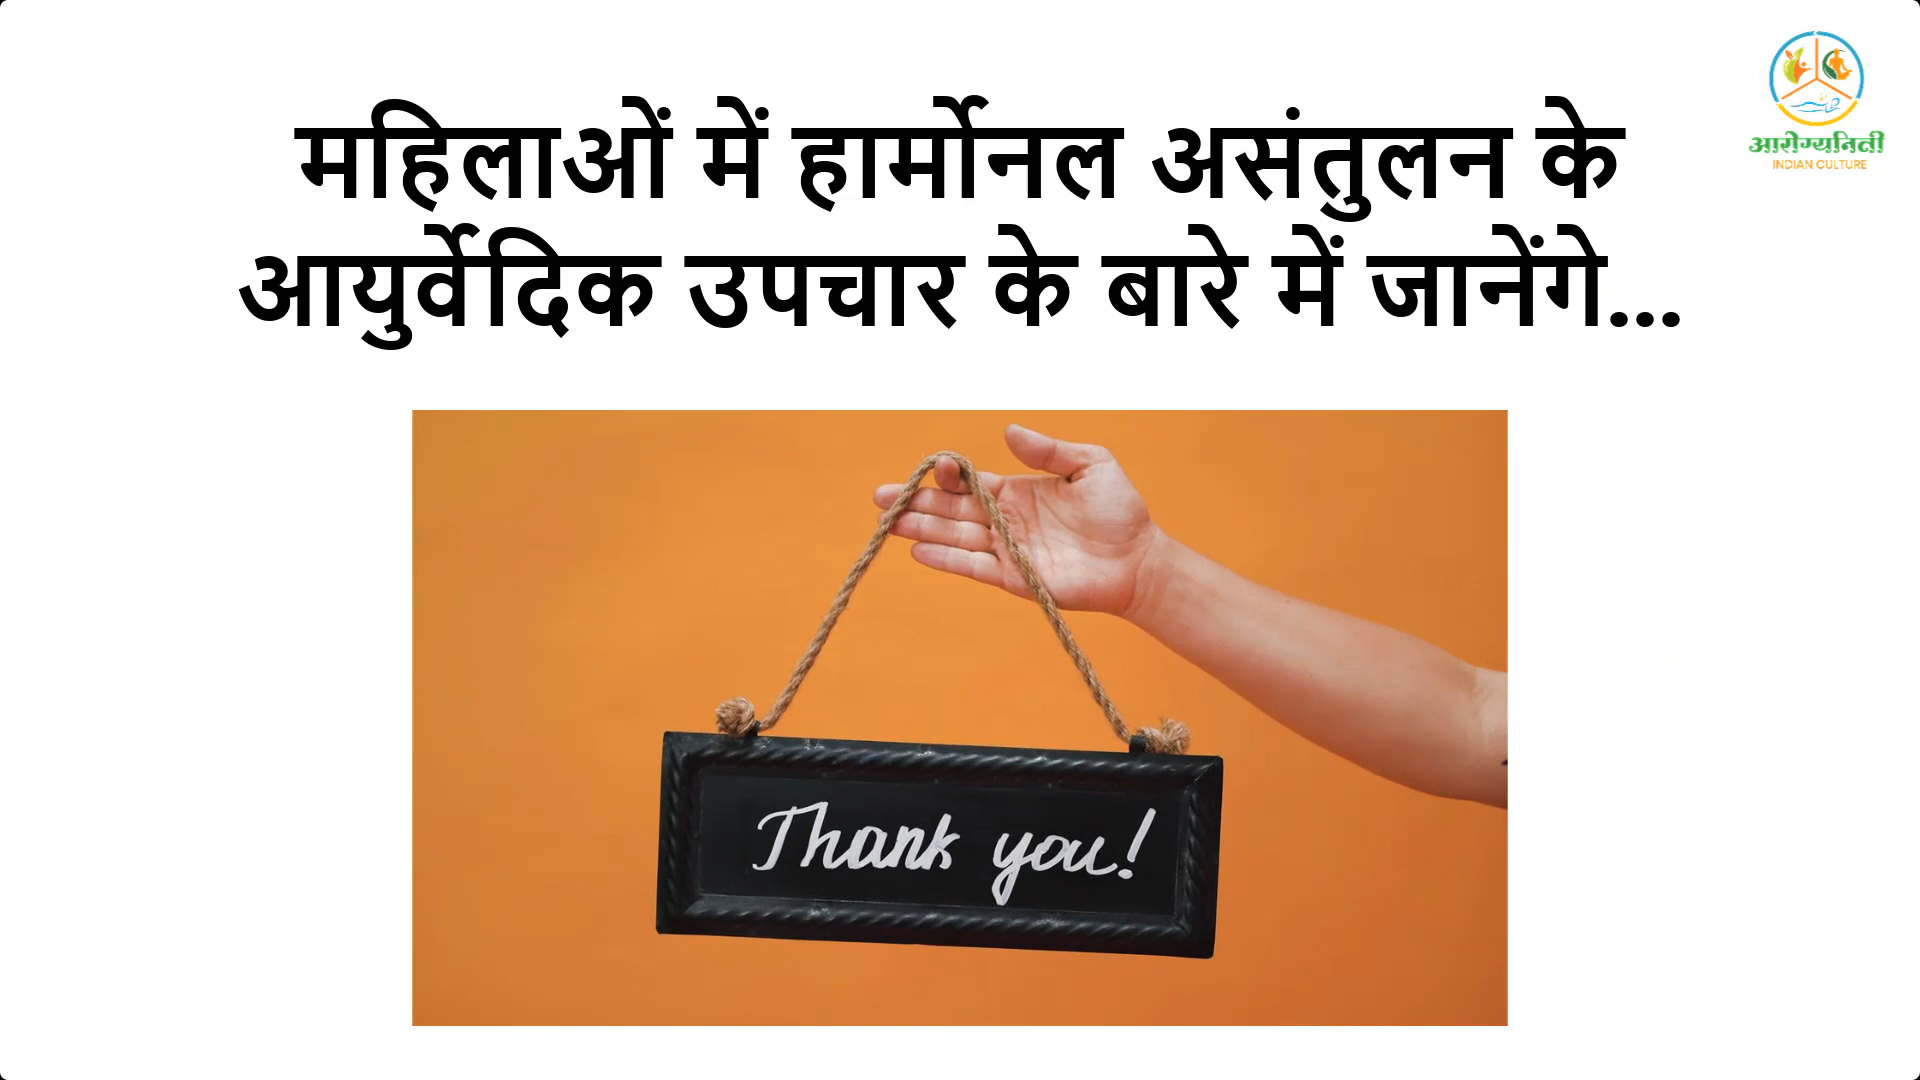 आरोग्यनिती
INDIAN CULTURE
महिलाओं में हार्मोनल असंतुलन के
आयुर्वेदिक उपचार के बारे में जानेंगे...
Thank you!